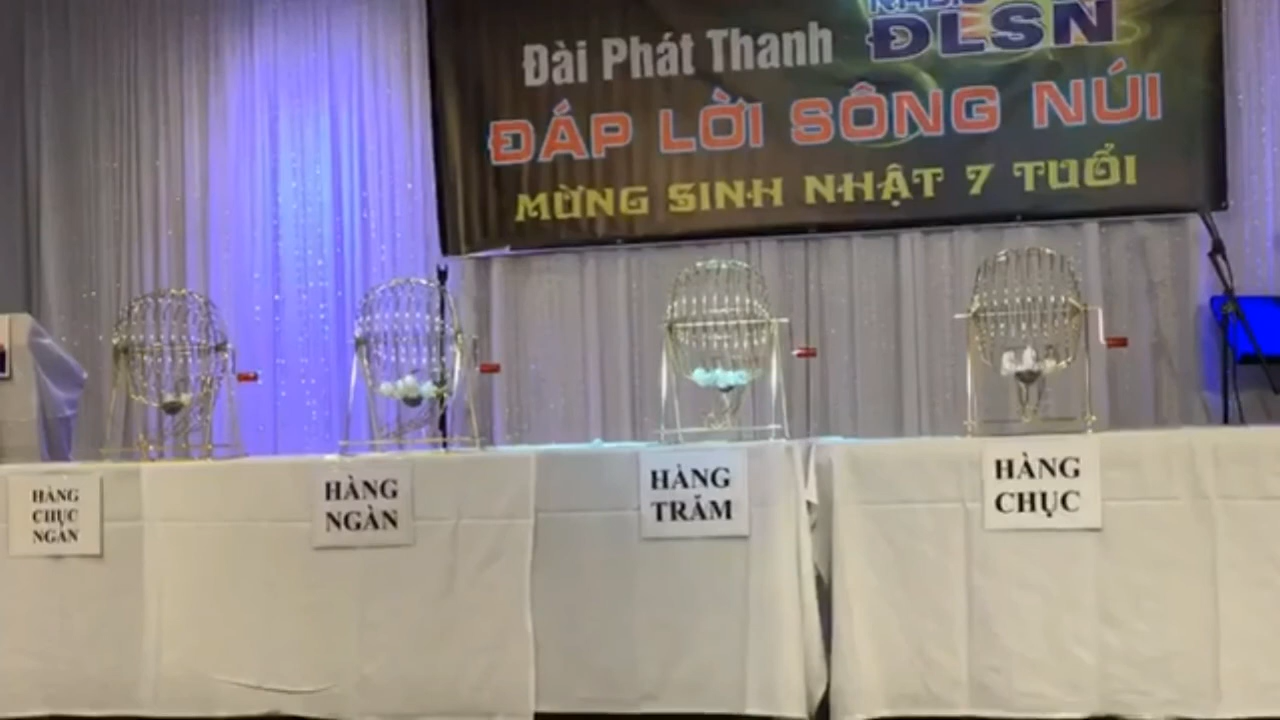 RADIO
ĐLSN
Đài Phát Thanh
ĐÁP LỜI SÔNG NÚI
MỪNG SINH NHẬT 7 TUỔI
HÀNG
CHỤC
NGÀN
HÀNG
NGÀN
HÀNG
TRĂM
HÀNG
CHỤC